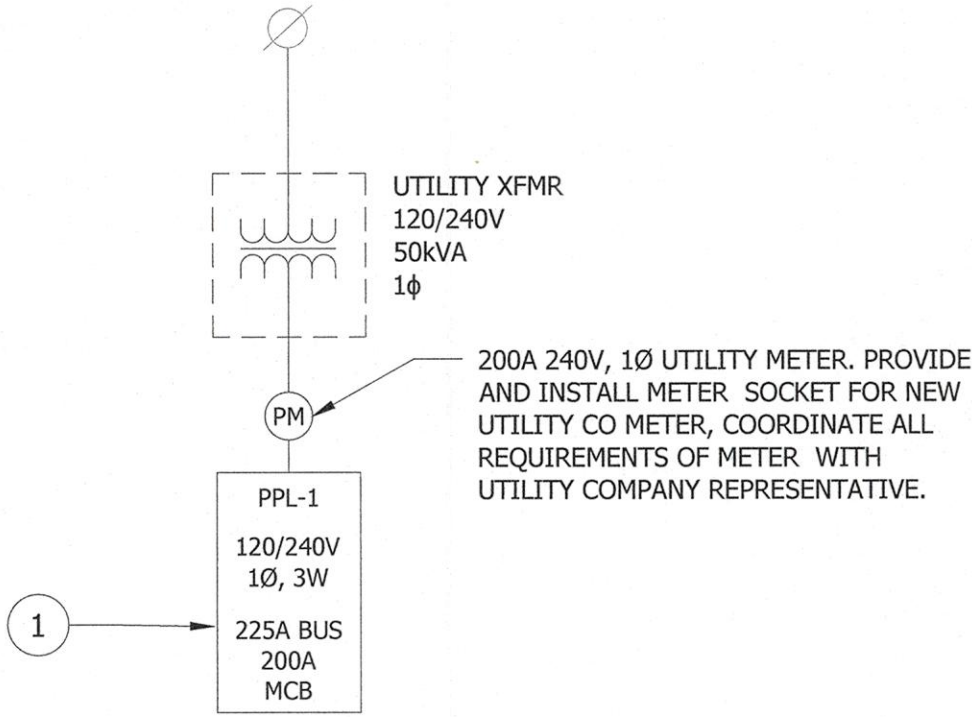 UTILITY XFMR
120/240V
50kVA
1ϕ
200A 240V, 1Ø UTILITY METER. PROVIDE
AND INSTALL METER SOCKET FOR NEW
UTILITY CO METER, COORDINATE ALL
REQUIREMENTS OF METER WITH
UTILITY COMPANY REPRESENTATIVE.
PM
PPL-1
120/240V
1Ø, 3W
225A BUS
200A
MCB
1